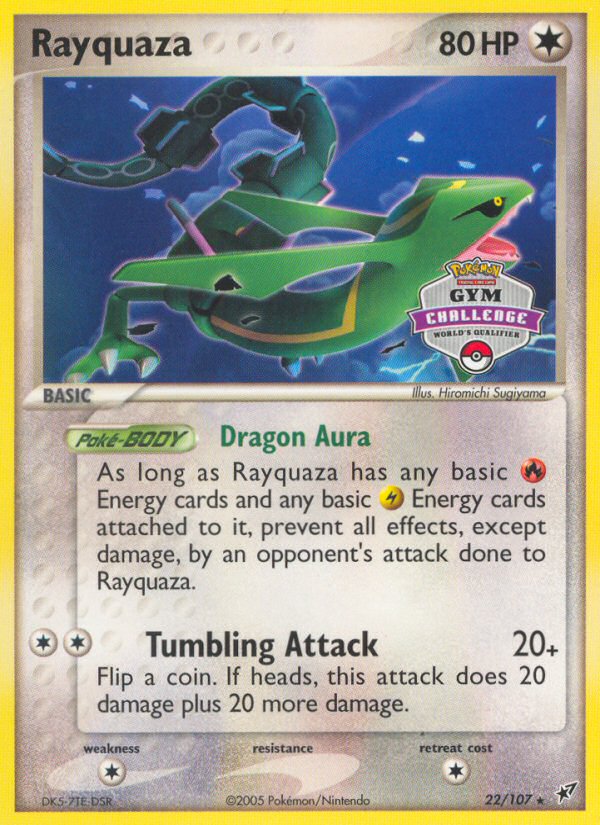 Rayquaza 80 HP
POKéMON
TRADING CARD GAME
GYM
CHALLENGE
WORLD'S QUALIFIER
BASIC
Illus. Hiromichi Sugiyama
Poké-BODY Dragon Aura
As long as Rayquaza has any basic
Energy cards and any basic Energy cards
attached to it, prevent all effects, except
damage, by an opponent's attack done to
Rayquaza.
Tumbling Attack 20+
Flip a coin. If heads, this attack does 20
damage plus 20 more damage.
weakness resistance retreat cost
DK5-7TE-DSR ©2005 Pokémon/Nintendo 22/107 ★